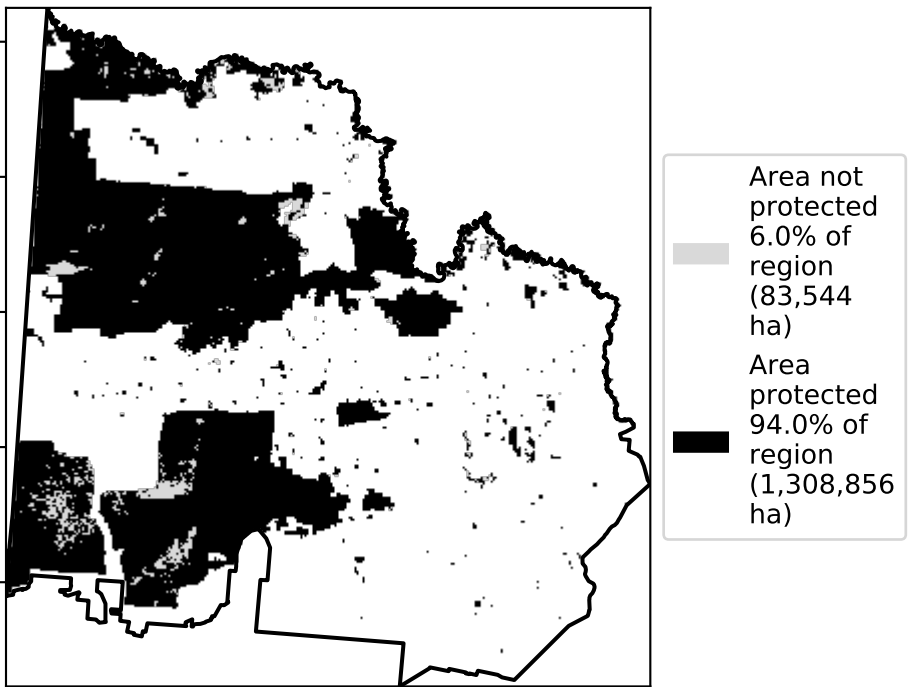 Area not
protected
6.0% of
region
(83,544
ha)
Area
protected
94.0% of
region
(1,308,856
ha)